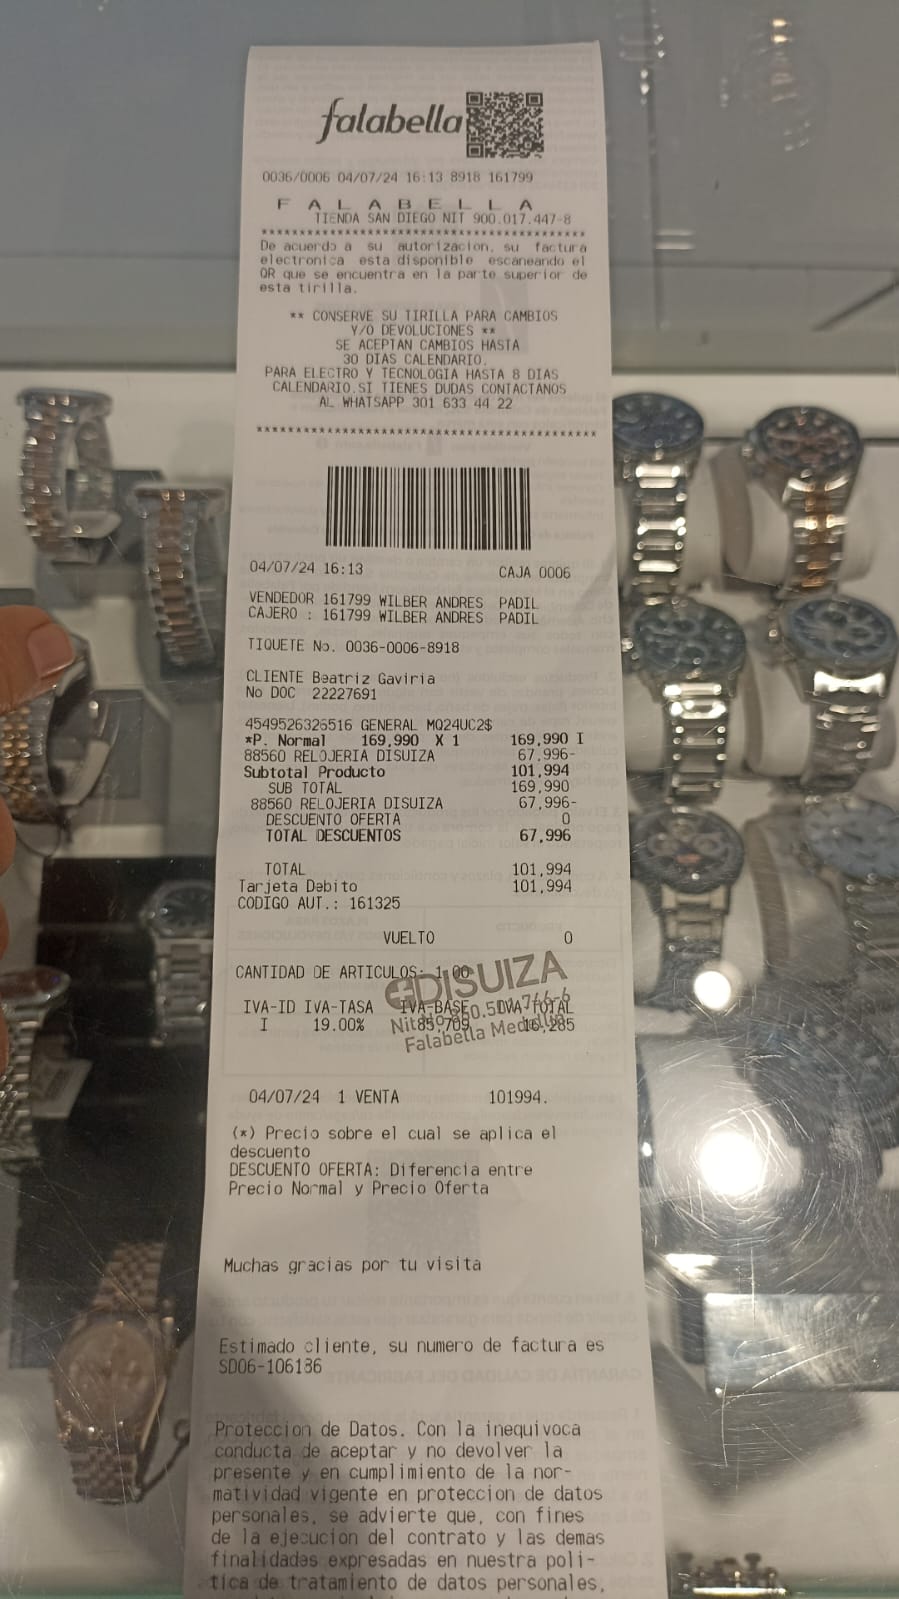 falabella
0036/0006 04/07/24 16:13 8918 161799
F A L A B E L L A
TIENDA SAN DIEGO NIT 900.017.447-8
****************************************
De acuerdo a su autorizacion, su factura
electronica esta disponible escaneando el
QR que se encuentra en la parte superior de
esta tirilla.
** CONSERVE SU TIRILLA PARA CAMBIOS
Y/O DEVOLUCIONES **
SE ACEPTAN CAMBIOS HASTA
30 DIAS CALENDARIO.
PARA ELECTRO Y TECNOLOGIA HASTA 8 DIAS
CALENDARIO.SI TIENES DUDAS CONTACTANOS
AL WHATSAPP 301 633 44 22
****************************************
04/07/24 16:13 CAJA 0006
VENDEDOR 161799 WILBER ANDRES PADIL
CAJERO : 161799 WILBER ANDRES PADIL
TIQUETE No. 0036-0006-8918
CLIENTE Beatriz Gaviria
No DOC 22227691
4549526326516 GENERAL MQ24UC2$
*P. Normal 169,990 X 1 169,990 I
88560 RELOJERIA DISUIZA 67,996-
Subtotal Producto 101,994
SUB TOTAL 169,990
88560 RELOJERIA DISUIZA 67,996-
DESCUENTO OFERTA 0
TOTAL DESCUENTOS 67,996
TOTAL 101,994
Tarjeta Debito 101,994
CODIGO AUT.: 161325
VUELTO 0
CANTIDAD DE ARTICULOS: 1.00
DISUIZA
IVA-ID IVA-TASA IVA-BASE IVA-TOTAL
I 19.00% 85,709 16,285
Falabella Medellin
04/07/24 1 VENTA 101994.
(*) Precio sobre el cual se aplica el
descuento
DESCUENTO OFERTA: Diferencia entre
Precio Normal y Precio Oferta
Muchas gracias por tu visita
Estimado cliente, su numero de factura es
SD06-106186
Proteccion de Datos. Con la inequivoca
conducta de aceptar y no devolver la
presente y en cumplimiento de la nor-
matividad vigente en proteccion de datos
personales, se advierte que, con fines
de la ejecucion del contrato y las demas
finalidades expresadas en nuestra poli-
tica de tratamiento de datos personales,